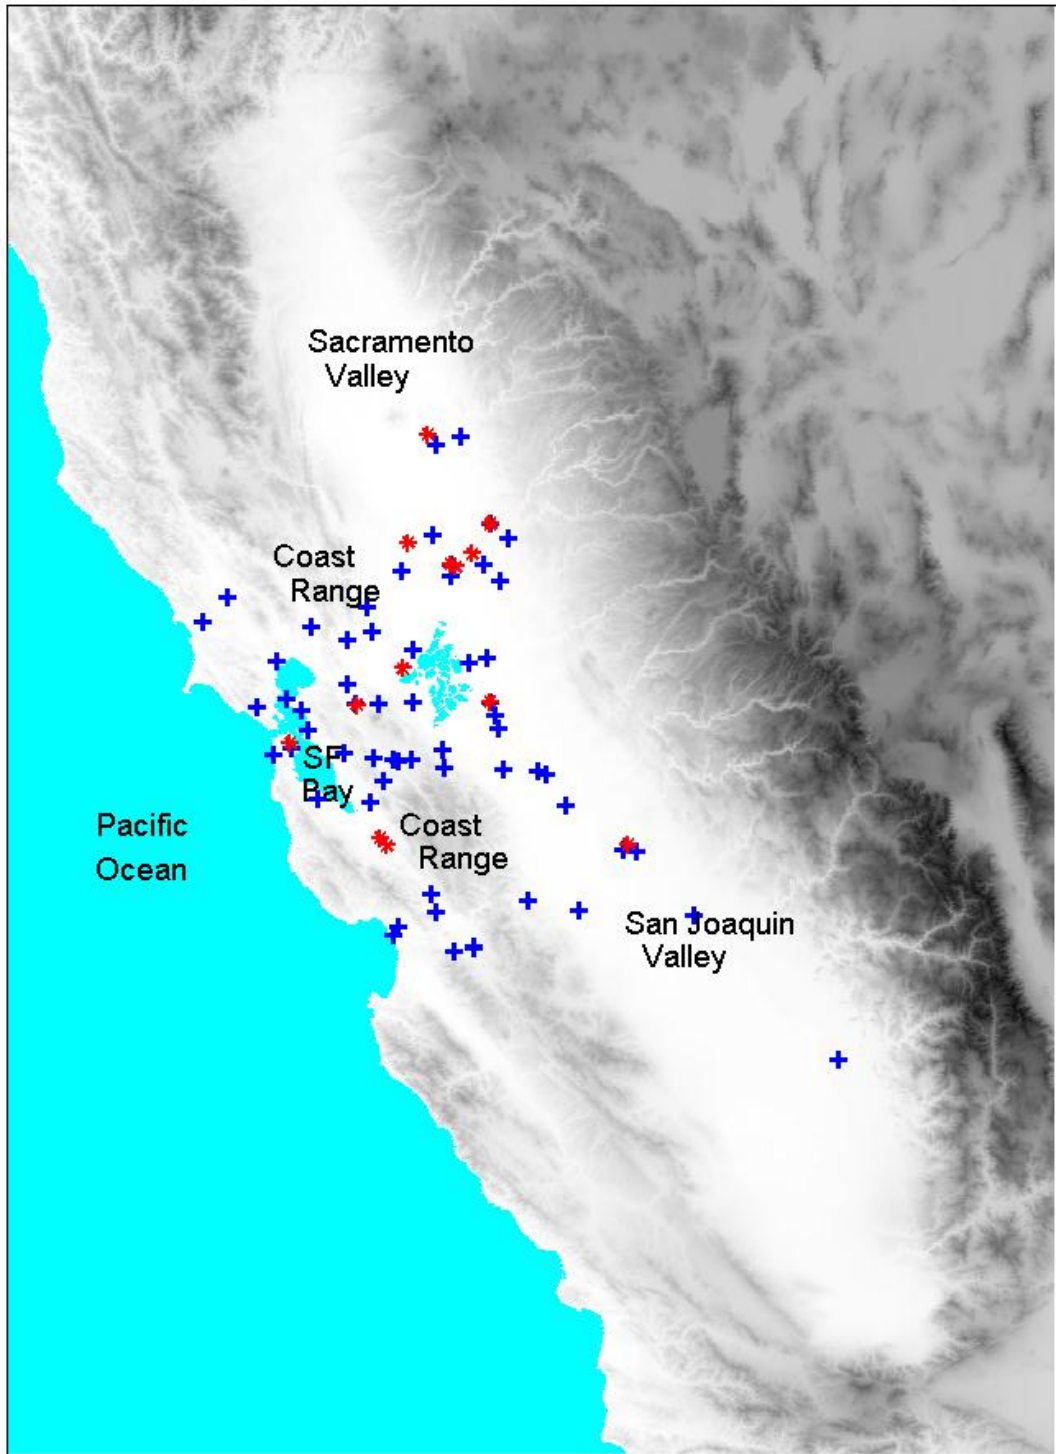 Sacramento
Valley
Coast
Range
SF
Bay
Pacific
Ocean
Coast
Range
San Joaquin
Valley